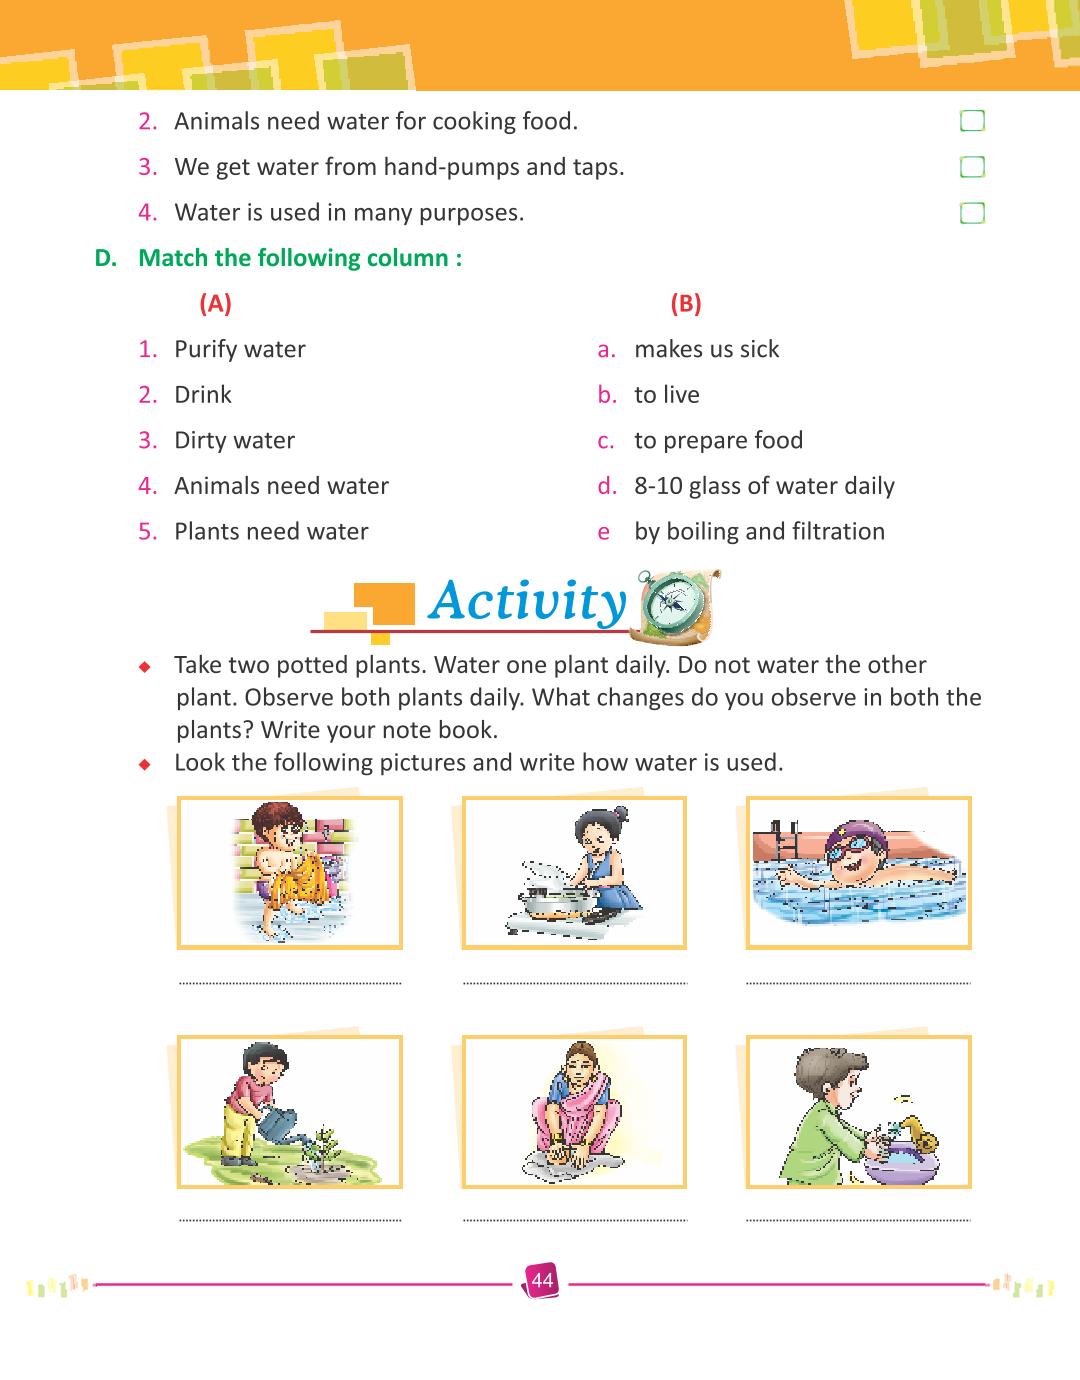 2. Animals need water for cooking food.
3. We get water from hand-pumps and taps.
4. Water is used in many purposes.
D. Match the following column :
(A) (B)
1. Purify water a. makes us sick
2. Drink b. to live
3. Dirty water c. to prepare food
4. Animals need water d. 8-10 glass of water daily
5. Plants need water e by boiling and filtration
Activity
Take two potted plants. Water one plant daily. Do not water the other
plant. Observe both plants daily. What changes do you observe in both the
plants? Write your note book.
Look the following pictures and write how water is used.
44